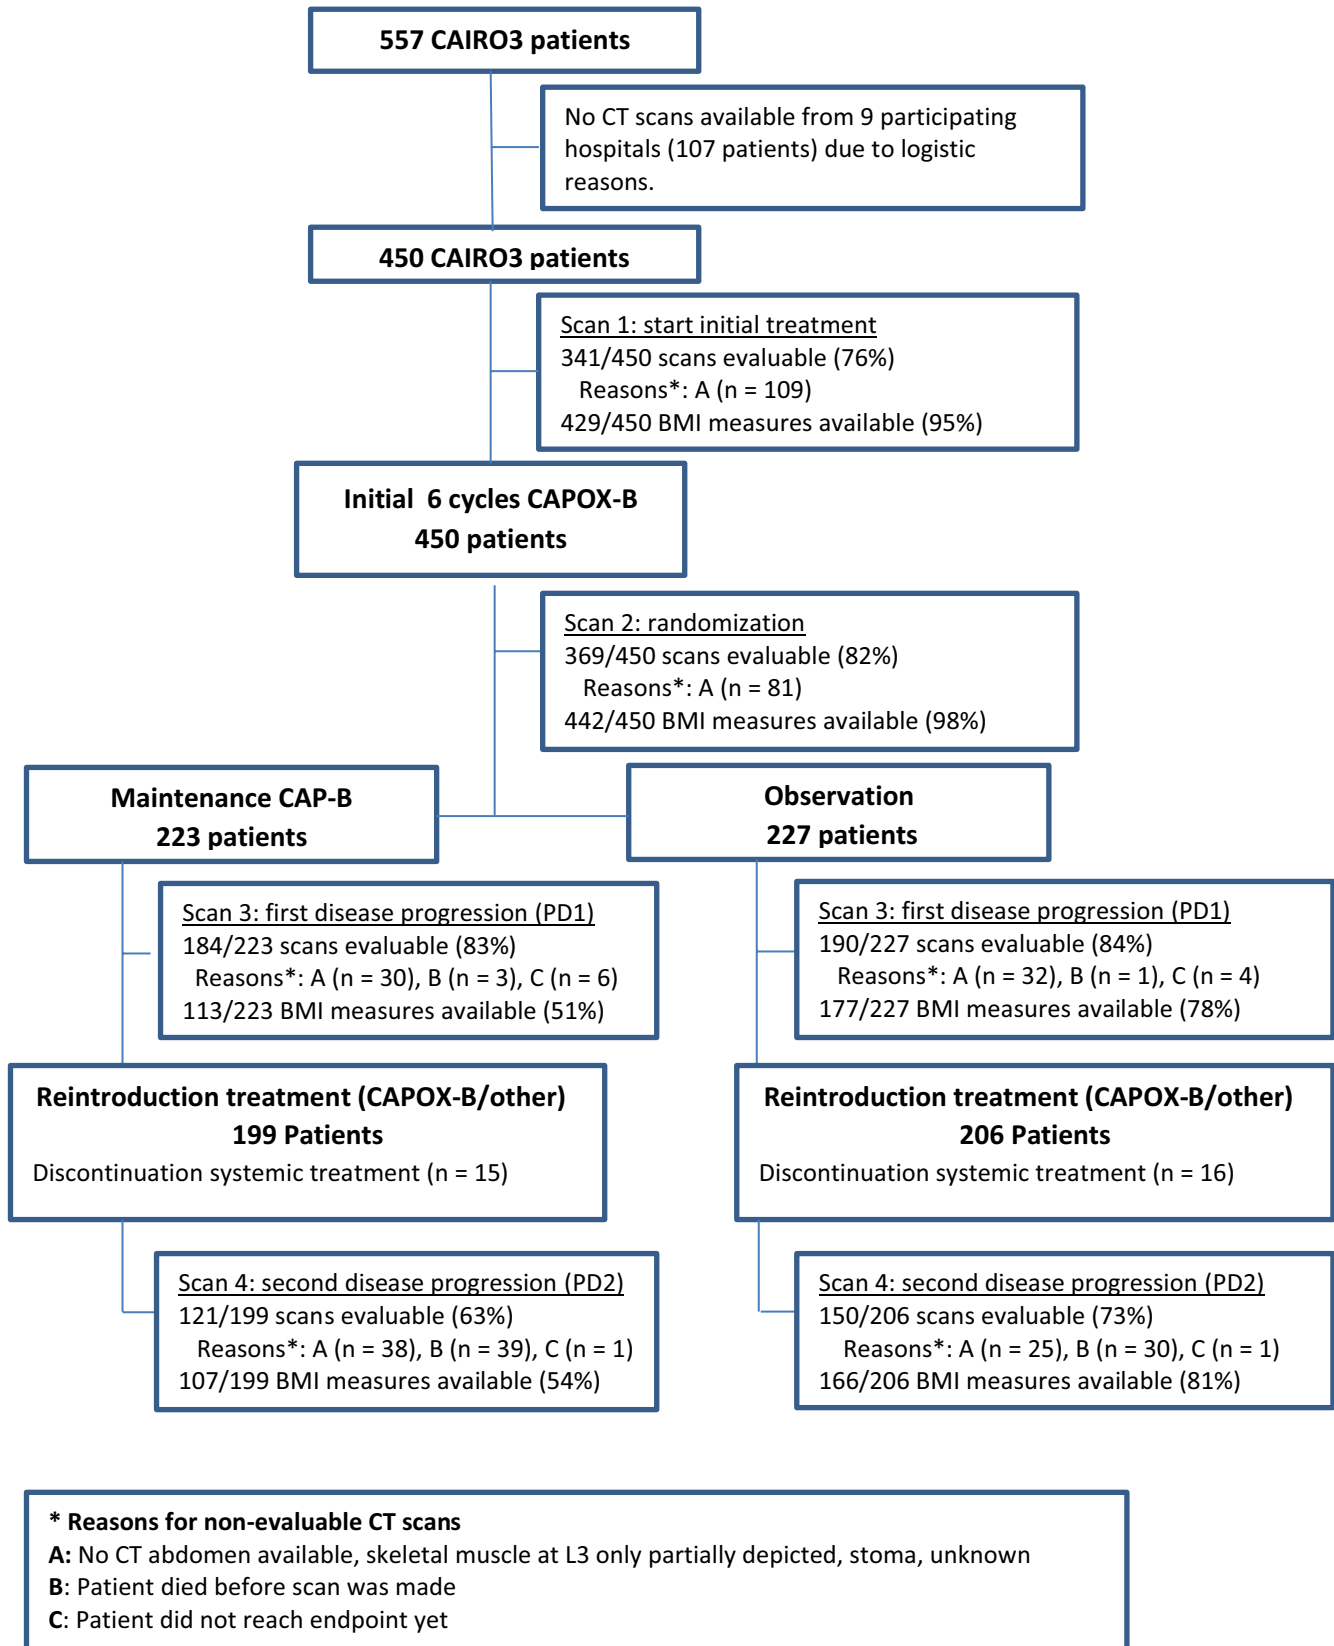 557 CAIRO3 patients
No CT scans available from 9 participating
hospitals (107 patients) due to logistic
reasons.
450 CAIRO3 patients
Scan 1: start initial treatment
341/450 scans evaluable (76%)
Reasons*: A (n = 109)
429/450 BMI measures available (95%)
Initial 6 cycles CAPOX-B
450 patients
Scan 2: randomization
369/450 scans evaluable (82%)
Reasons*: A (n = 81)
442/450 BMI measures available (98%)
Maintenance CAP-B
223 patients
Observation
227 patients
Scan 3: first disease progression (PD1)
184/223 scans evaluable (83%)
Reasons*: A (n = 30), B (n = 3), C (n = 6)
113/223 BMI measures available (51%)
Scan 3: first disease progression (PD1)
190/227 scans evaluable (84%)
Reasons*: A (n = 32), B (n = 1), C (n = 4)
177/227 BMI measures available (78%)
Reintroduction treatment (CAPOX-B/other)
199 Patients
Discontinuation systemic treatment (n = 15)
Reintroduction treatment (CAPOX-B/other)
206 Patients
Discontinuation systemic treatment (n = 16)
Scan 4: second disease progression (PD2)
121/199 scans evaluable (63%)
Reasons*: A (n = 38), B (n = 39), C (n = 1)
107/199 BMI measures available (54%)
Scan 4: second disease progression (PD2)
150/206 scans evaluable (73%)
Reasons*: A (n = 25), B (n = 30), C (n = 1)
166/206 BMI measures available (81%)
* Reasons for non-evaluable CT scans
A: No CT abdomen available, skeletal muscle at L3 only partially depicted, stoma, unknown
B: Patient died before scan was made
C: Patient did not reach endpoint yet